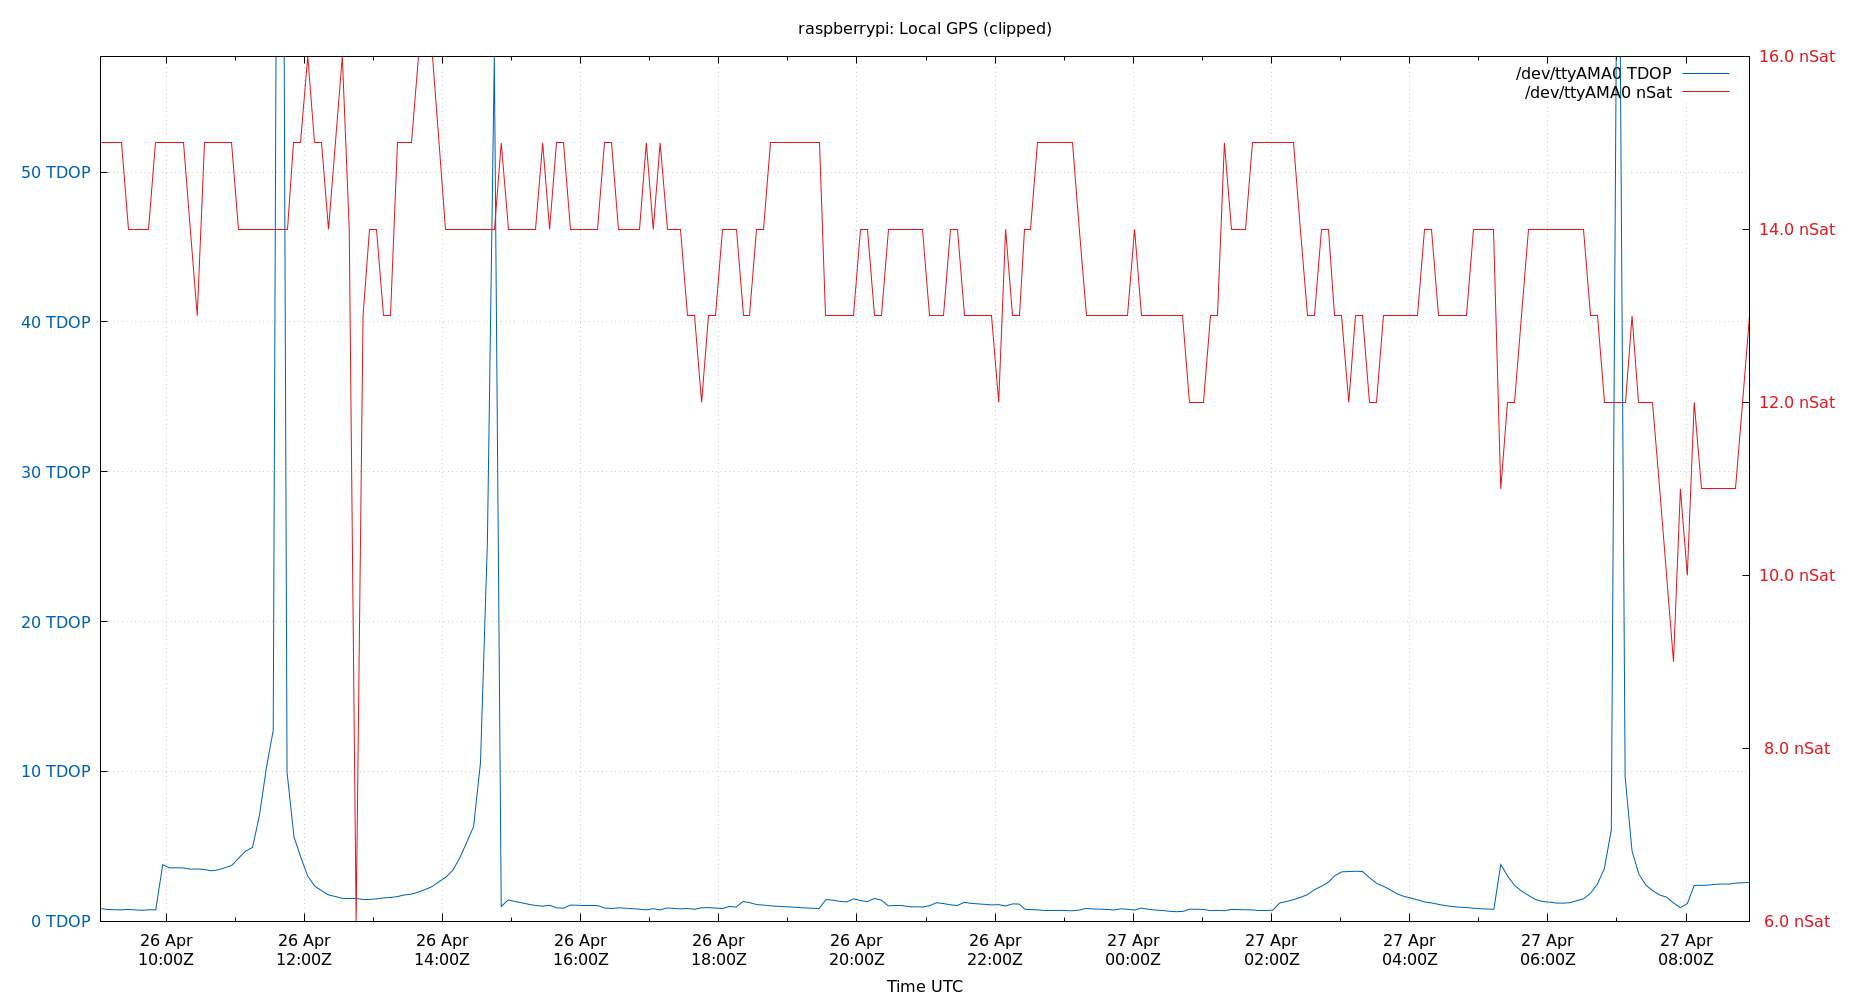 raspberrypi: Local GPS (clipped)
16.0 nSat
/dev/ttyAMA0 TDOP
/dev/ttyAMA0 nSat
50 TDOP
14.0 nSat
40 TDOP
12.0 nSat
30 TDOP
10.0 nSat
20 TDOP
8.0 nSat
10 TDOP
0 TDOP
6.0 nSat
26 Apr 26 Apr 26 Apr 26 Apr 26 Apr 26 Apr 26 Apr 27 Apr 27 Apr 27 Apr 27 Apr 27 Apr
10:00Z 12:00Z 14:00Z 16:00Z 18:00Z 20:00Z 22:00Z 00:00Z 02:00Z 04:00Z 06:00Z 08:00Z
Time UTC